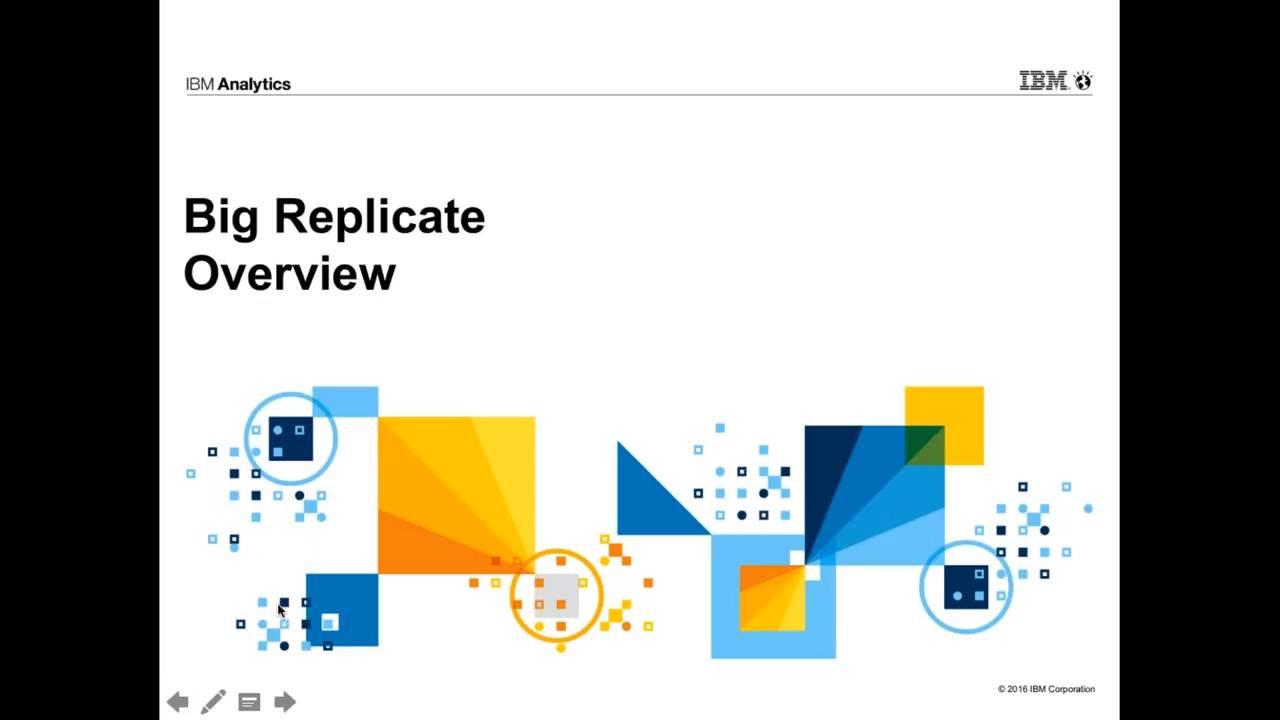 IBM Analytics
IBM
Big Replicate
Overview
© 2016 IBM Corporation